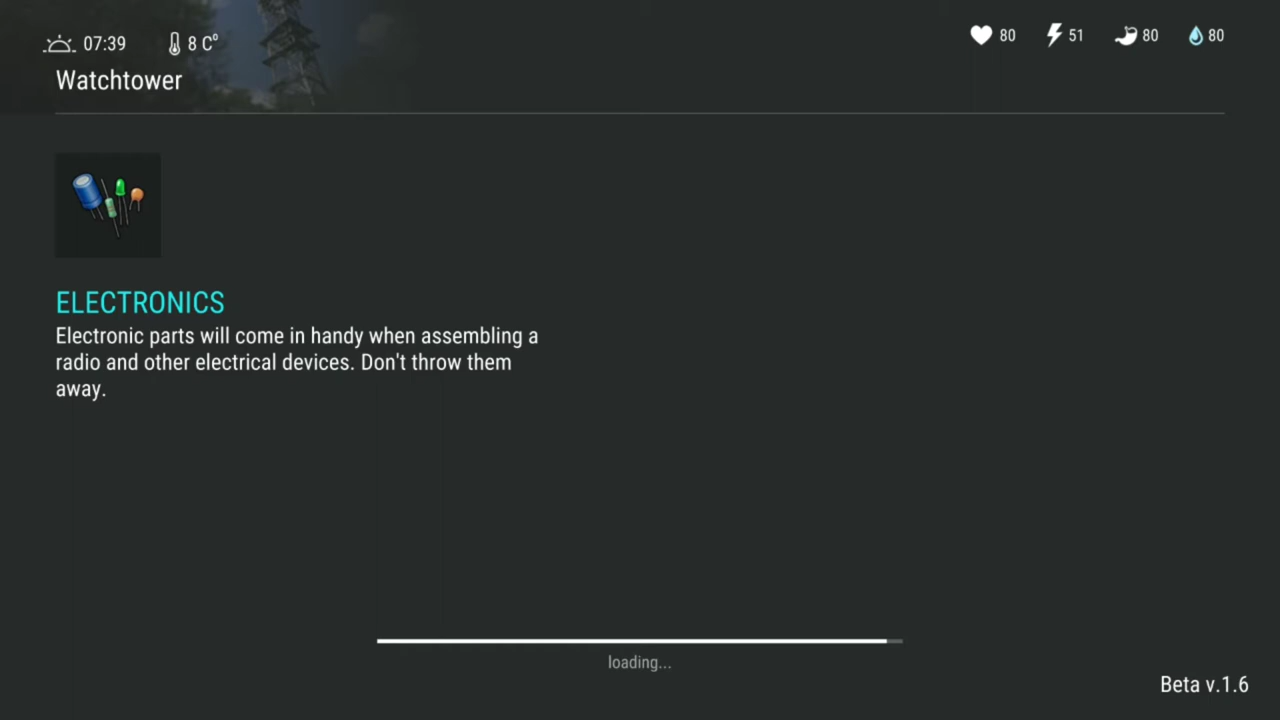 07:39 8 C° 80 51 80 80
Watchtower
ELECTRONICS
Electronic parts will come in handy when assembling a
radio and other electrical devices. Don't throw them
away.
loading...
Beta v.1.6